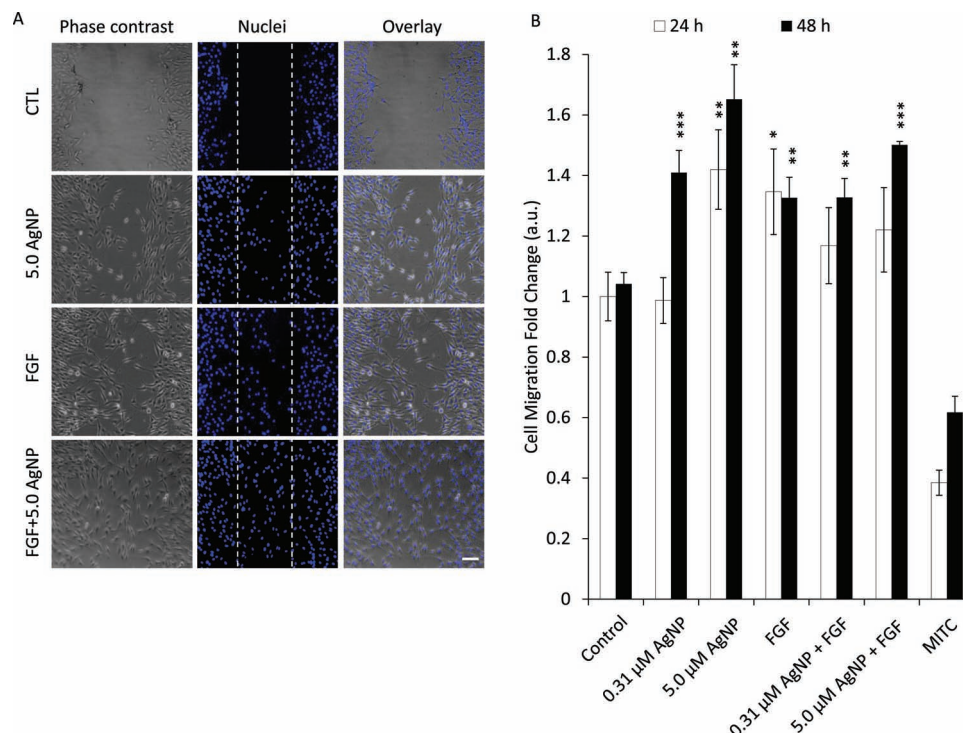 A
Phase contrast
Nuclei
Overlay
CTL
5.0 AgNP
FGF
FGF+5.0 AgNP
B
24 h
48 h
Cell Migration Fold Change (a.u.)
1.8
1.6
1.4
1.2
1
0.8
0.6
0.4
0.2
0
***
**
**
*
**
**
***
Control
0.31 µM AgNP
5.0 µM AgNP
FGF
0.31 µM AgNP + FGF
5.0 µM AgNP + FGF
MITC